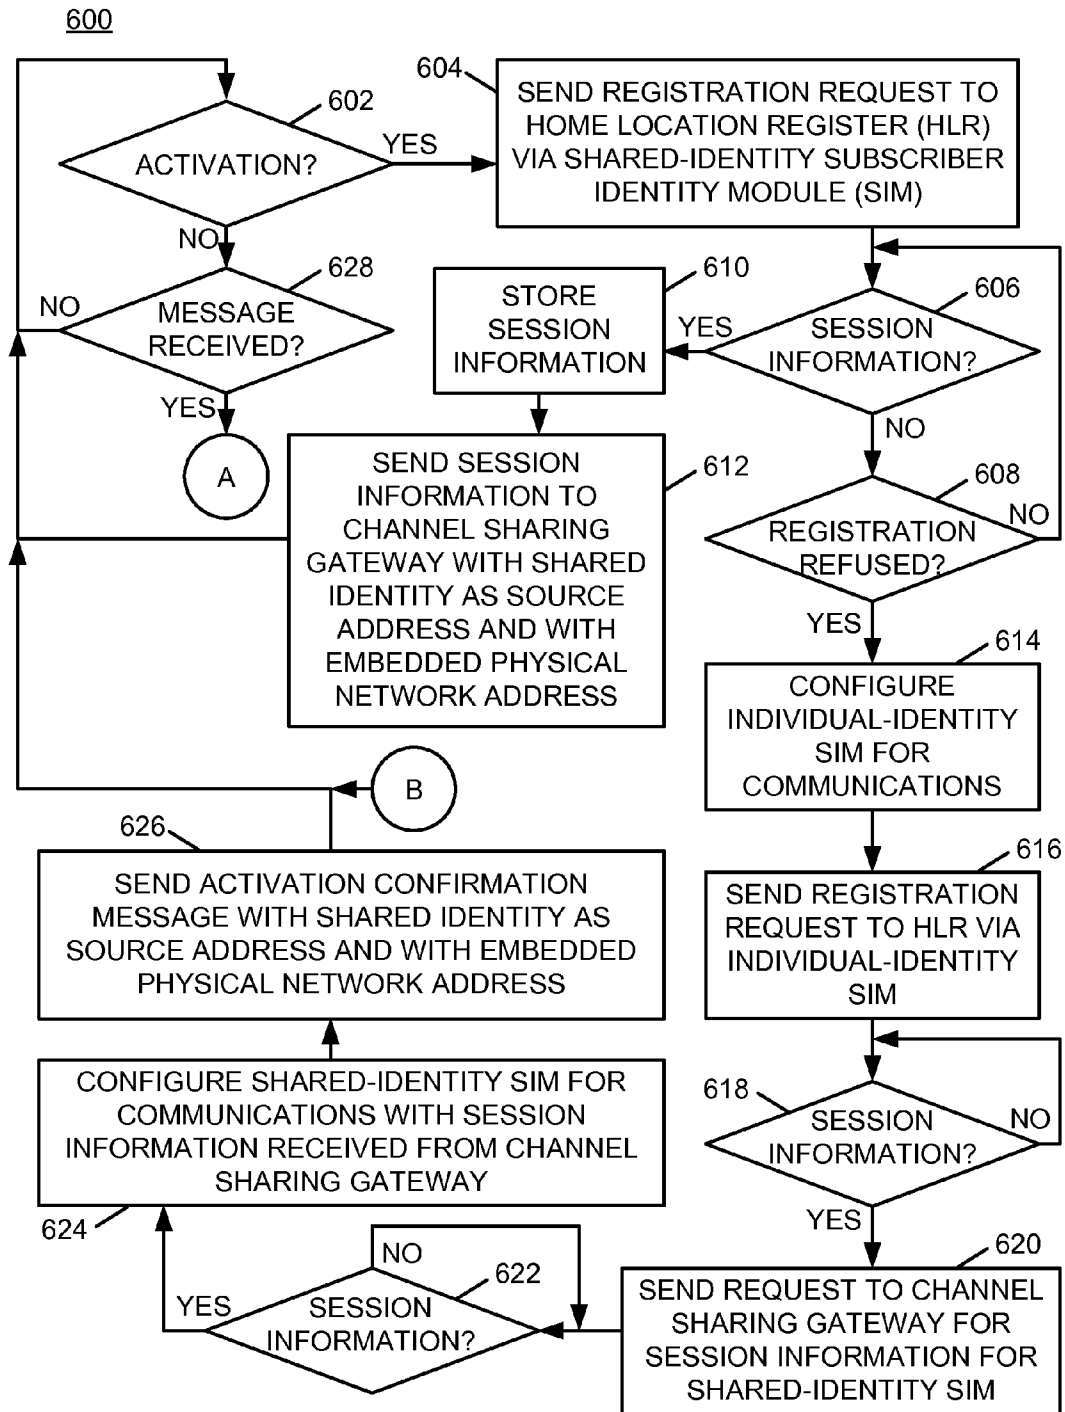 600
602
ACTIVATION?
YES
NO
604
SEND REGISTRATION REQUEST TO
HOME LOCATION REGISTER (HLR)
VIA SHARED-IDENTITY SUBSCRIBER
IDENTITY MODULE (SIM)
628
MESSAGE
RECEIVED?
NO
YES
A
606
SESSION
INFORMATION?
YES
NO
610
STORE
SESSION
INFORMATION
612
SEND SESSION
INFORMATION TO
CHANNEL SHARING
GATEWAY WITH SHARED
IDENTITY AS SOURCE
ADDRESS AND WITH
EMBEDDED PHYSICAL
NETWORK ADDRESS
608
REGISTRATION
REFUSED?
NO
YES
614
CONFIGURE
INDIVIDUAL-IDENTITY
SIM FOR
COMMUNICATIONS
616
SEND REGISTRATION
REQUEST TO HLR VIA
INDIVIDUAL-IDENTITY
SIM
618
SESSION
INFORMATION?
NO
YES
620
SEND REQUEST TO CHANNEL
SHARING GATEWAY FOR
SESSION INFORMATION FOR
SHARED-IDENTITY SIM
622
SESSION
INFORMATION?
NO
YES
624
CONFIGURE SHARED-IDENTITY SIM FOR
COMMUNICATIONS WITH SESSION
INFORMATION RECEIVED FROM CHANNEL
SHARING GATEWAY
626
SEND ACTIVATION CONFIRMATION
MESSAGE WITH SHARED IDENTITY AS
SOURCE ADDRESS AND WITH EMBEDDED
PHYSICAL NETWORK ADDRESS
B